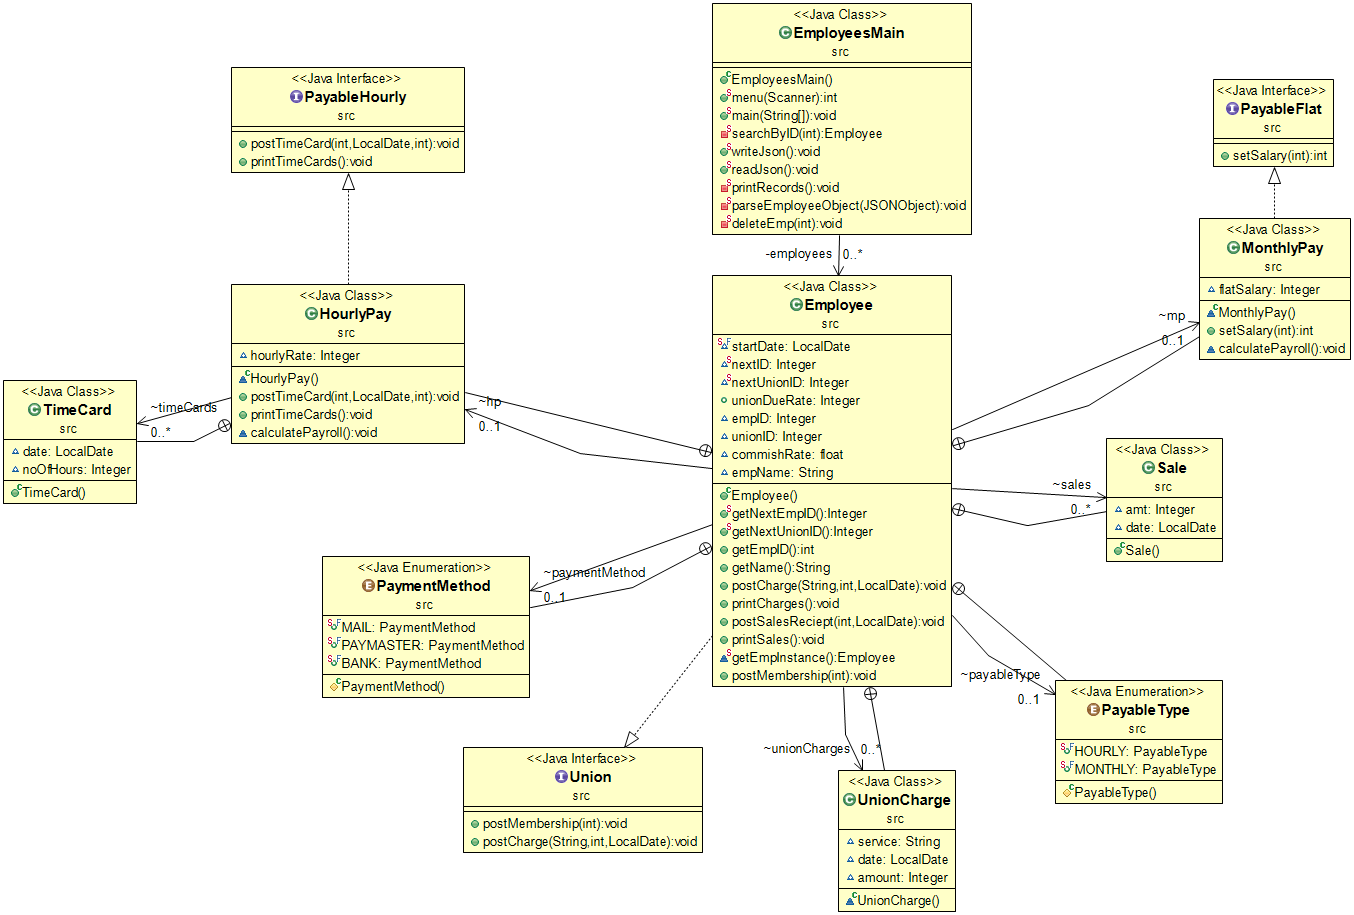 <<Java Class>>
EmployeesMain
src
EmployeesMain()
menu(Scanner):int
main(String[]):void
searchByID(int):Employee
writeJson():void
readJson():void
printRecords():void
parseEmployeeObject(JSONObject):void
deleteEmp(int):void
<<Java Interface>>
PayableHourly
src
postTimeCard(int,LocalDate,int):void
printTimeCards():void
<<Java Interface>>
PayableFlat
src
setSalary(int):int
-employees
0..*
<<Java Class>>
MonthlyPay
src
flatSalary: Integer
MonthlyPay()
setSalary(int):int
calculatePayroll():void
<<Java Class>>
HourlyPay
src
hourlyRate: Integer
HourlyPay()
postTimeCard(int,LocalDate,int):void
printTimeCards():void
calculatePayroll():void
<<Java Class>>
Employee
src
startDate: LocalDate
nextID: Integer
nextUnionID: Integer
unionDueRate: Integer
empID: Integer
unionID: Integer
commishRate: float
empName: String
Employee()
getNextEmpID():Integer
getNextUnionID():Integer
getEmpID():int
getName():String
postCharge(String,int,LocalDate):void
printCharges():void
postSalesReciept(int,LocalDate):void
printSales():void
getEmpInstance():Employee
postMembership(int):void
~mp
0..1
<<Java Class>>
TimeCard
src
date: LocalDate
noOfHours: Integer
TimeCard()
~timeCards
0..*
~hp
0..1
<<Java Class>>
Sale
src
amt: Integer
date: LocalDate
Sale()
~sales
0..*
<<Java Enumeration>>
PaymentMethod
src
MAIL: PaymentMethod
PAYMASTER: PaymentMethod
BANK: PaymentMethod
PaymentMethod()
~paymentMethod
0..1
~payableType
0..1
<<Java Enumeration>>
PayableType
src
HOURLY: PayableType
MONTHLY: PayableType
PayableType()
<<Java Interface>>
Union
src
postMembership(int):void
postCharge(String,int,LocalDate):void
~unionCharges
0..*
<<Java Class>>
UnionCharge
src
service: String
date: LocalDate
amount: Integer
UnionCharge()